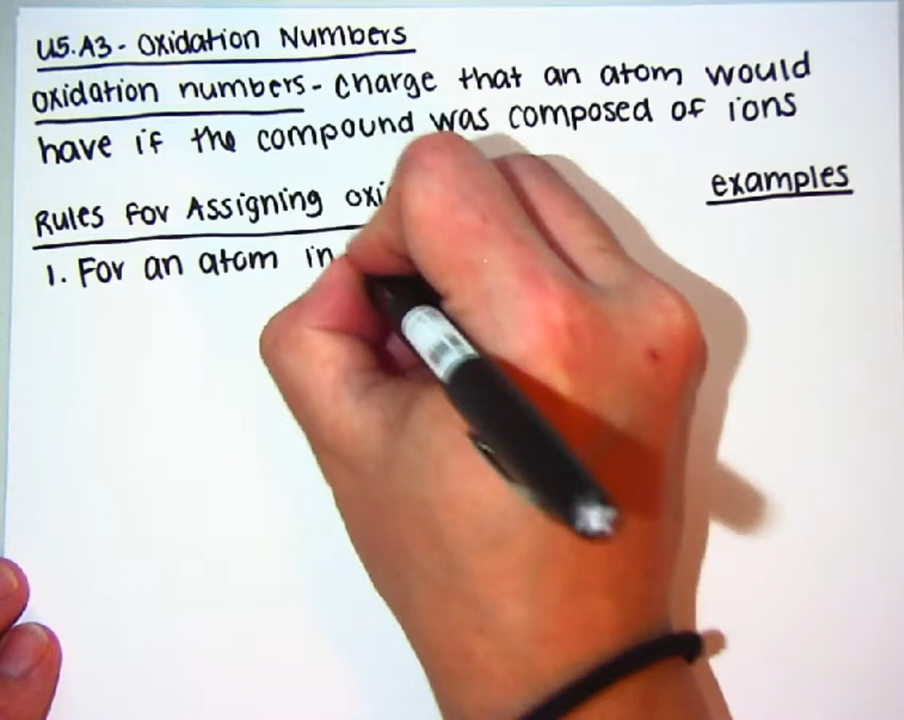 U5.A3 - Oxidation Numbers
oxidation numbers - charge that an atom would
have if the compound was composed of ions
Rules for Assigning oxi
examples
1. For an atom in